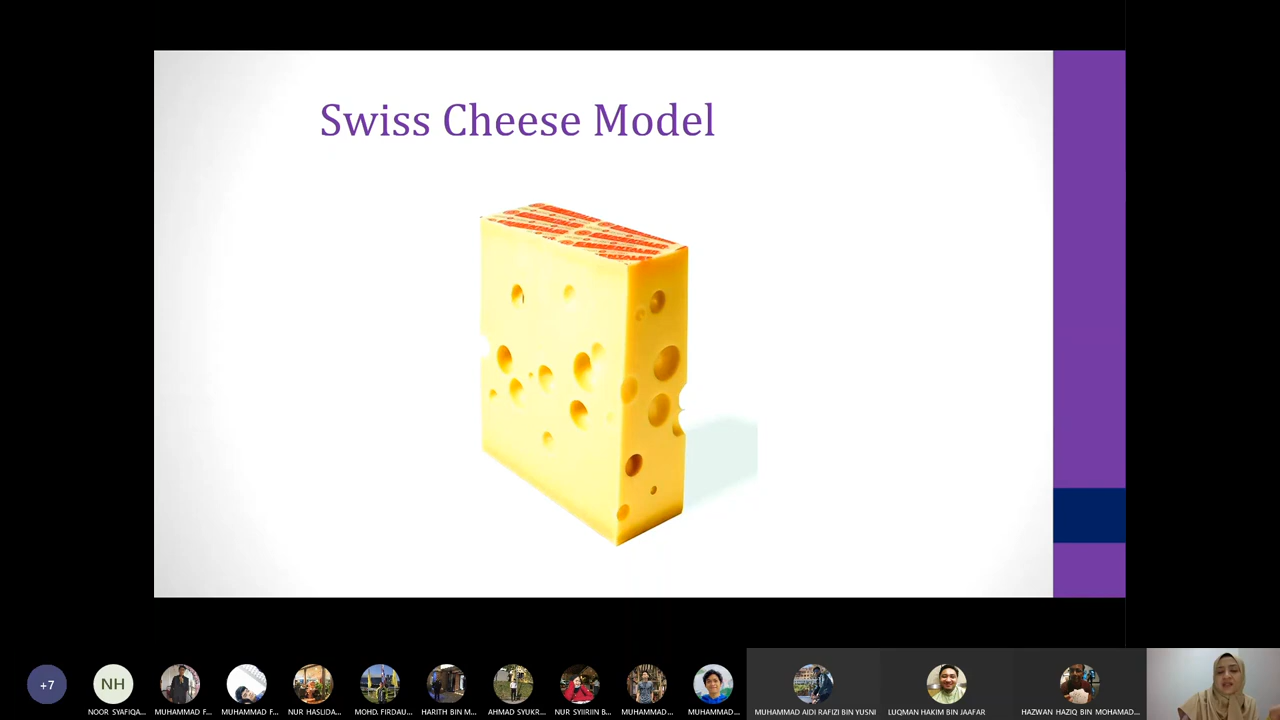 Swiss Cheese Model
+7
NH
NOOR SYAFIQA...
MUHAMMAD F...
MUHAMMAD F...
NUR HASLIDA...
MOHD. FIRDAU...
HARITH BIN M...
AHMAD SYUKR...
NUR SYIRIIN B...
MUHAMMAD...
MUHAMMAD...
MUHAMMAD AIDI RAFIZI BIN YUSNI
LUQMAN HAKIM BIN JAAFAR
HAZWAN HAZIQ BIN MOHAMAD...